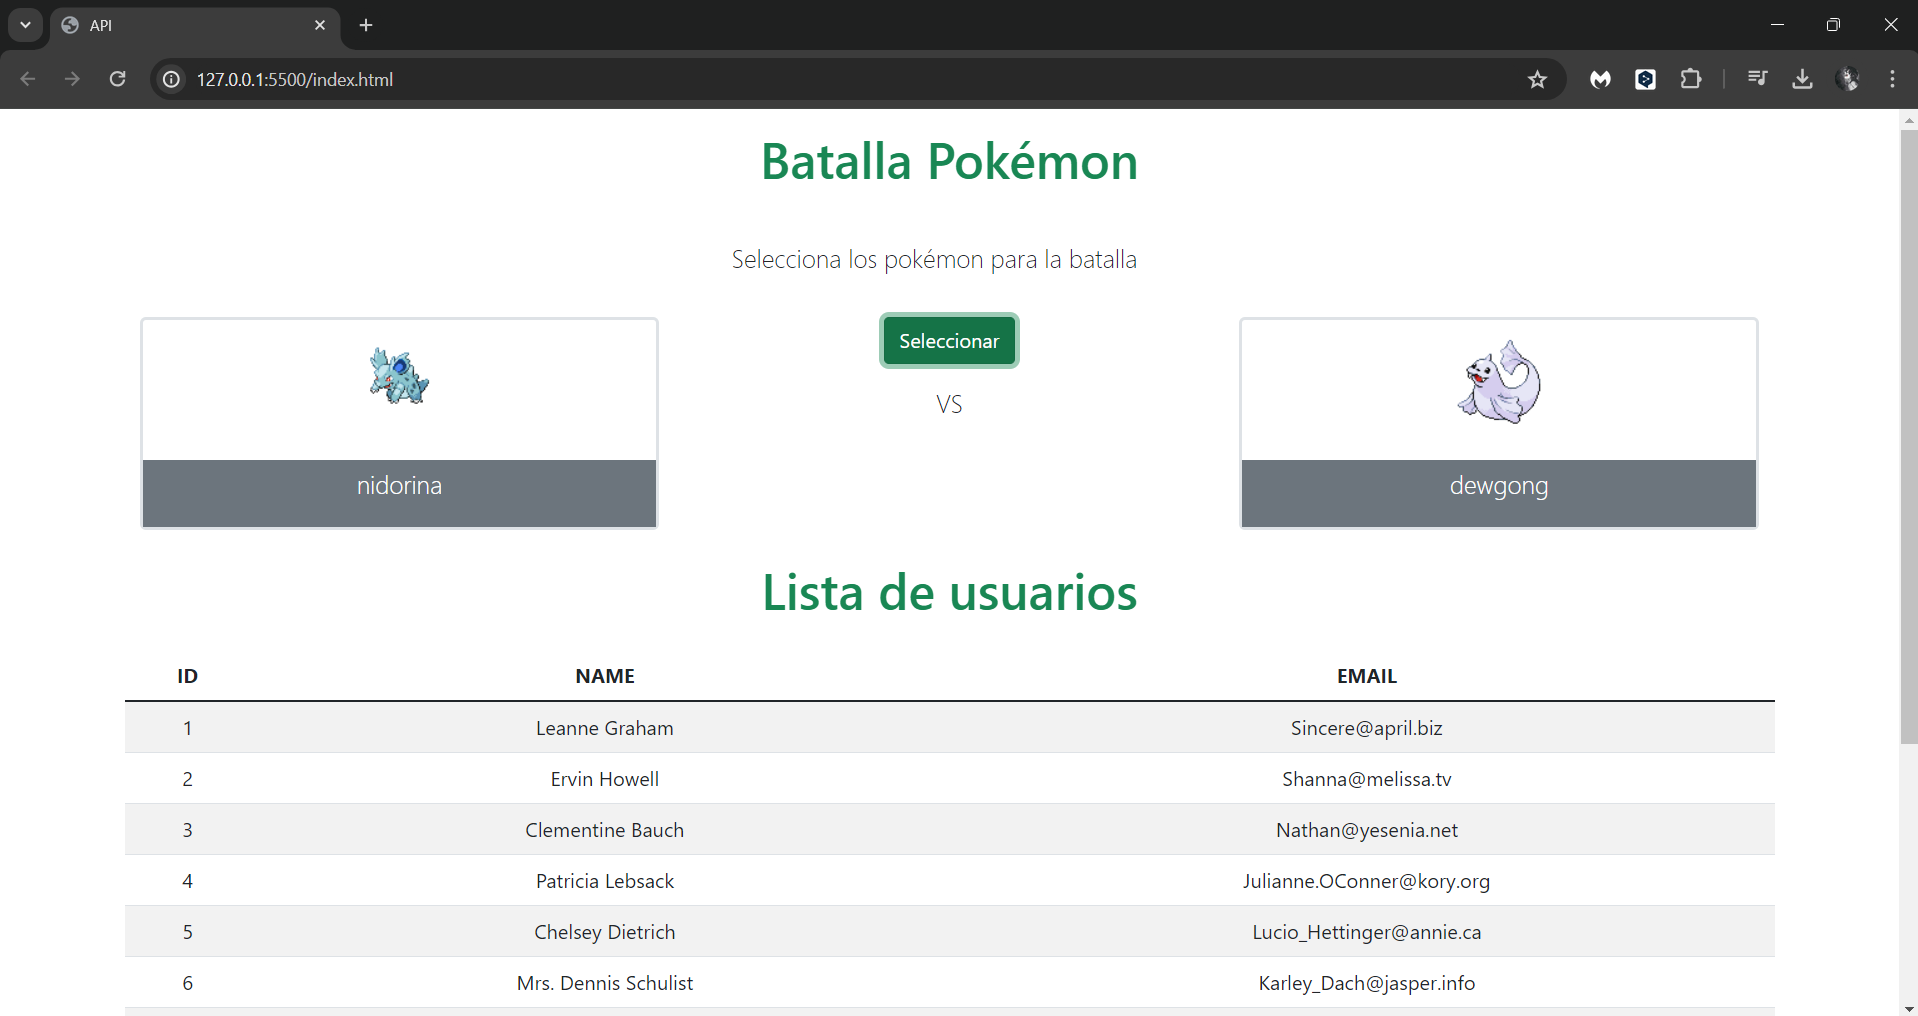 API
127.0.0.1:5500/index.html
Batalla Pokémon
Selecciona los pokémon para la batalla
Seleccionar
VS
nidorina
dewgong
Lista de usuarios
ID NAME EMAIL
1 Leanne Graham Sincere@april.biz
2 Ervin Howell Shanna@melissa.tv
3 Clementine Bauch Nathan@yesenia.net
4 Patricia Lebsack Julianne.OConner@kory.org
5 Chelsey Dietrich Lucio_Hettinger@annie.ca
6 Mrs. Dennis Schulist Karley_Dach@jasper.info